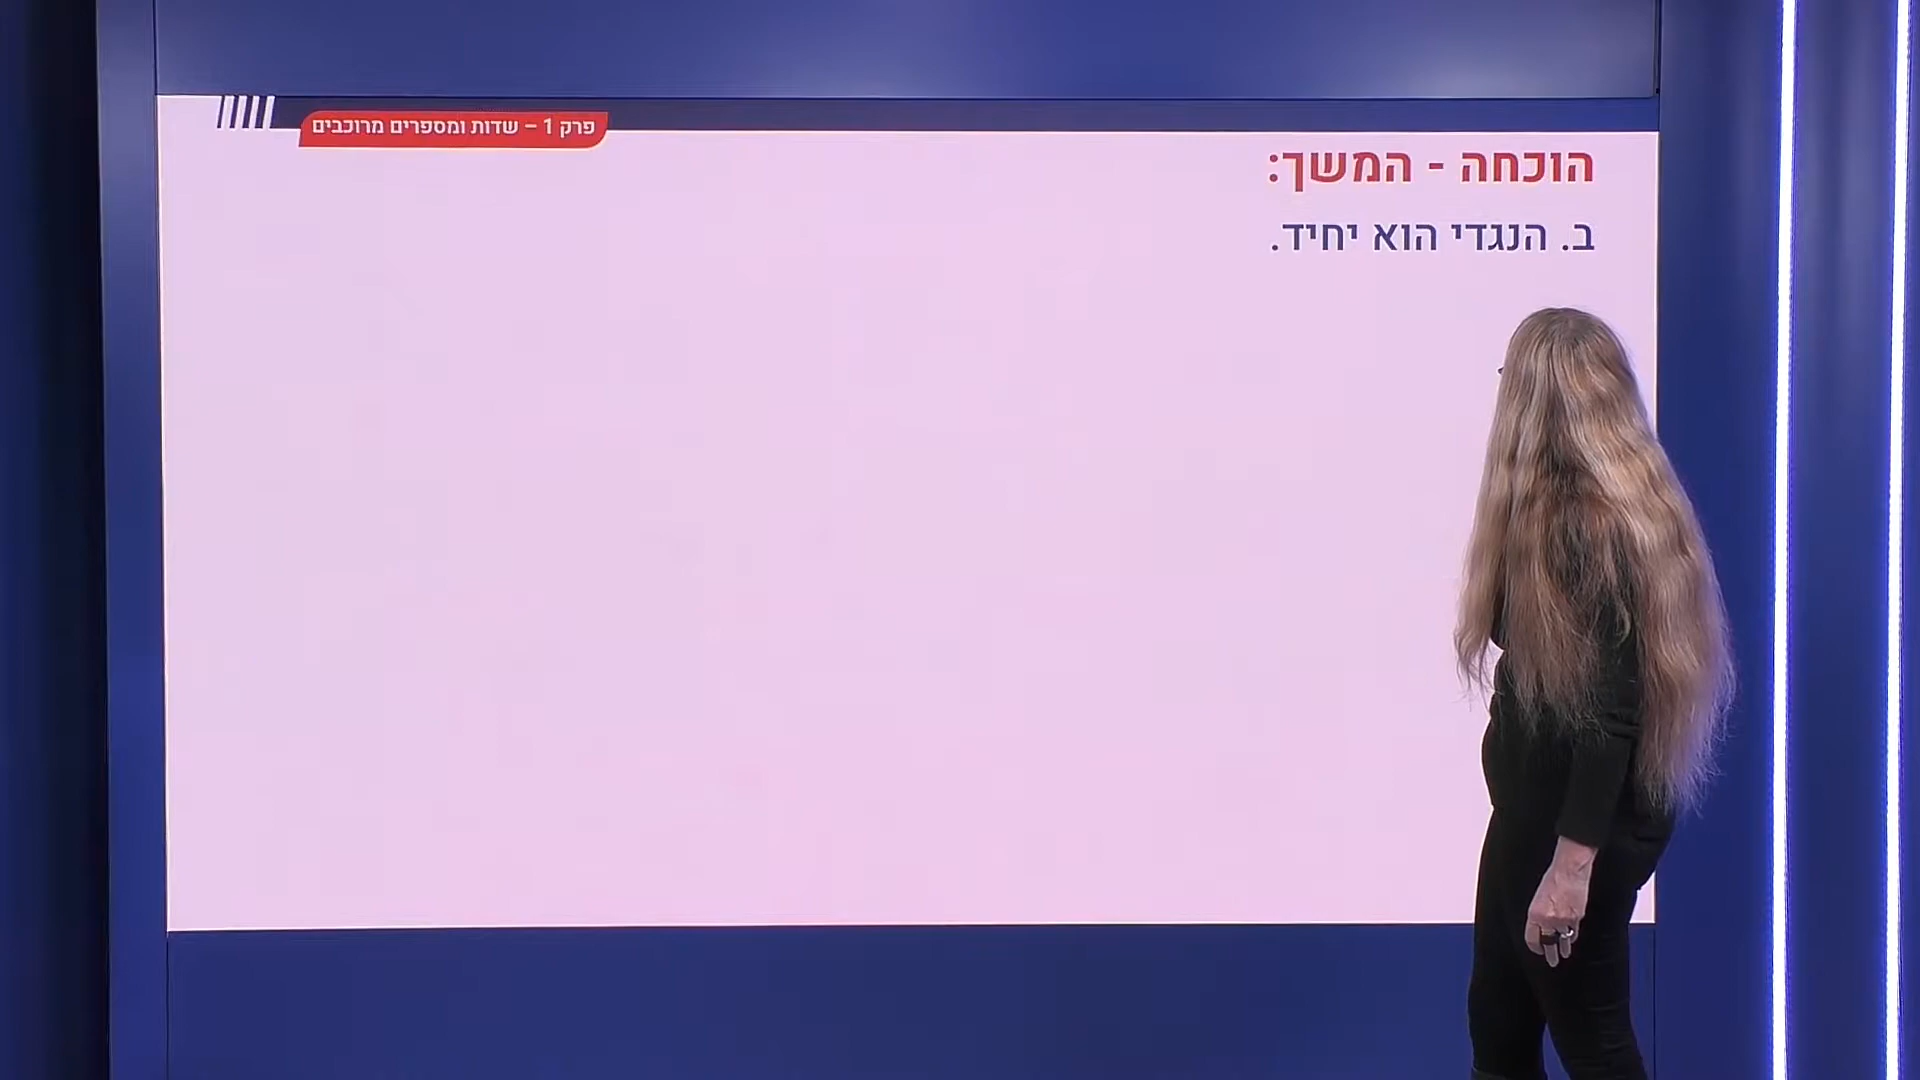 פרק 1 – שדות ומספרים מרוכבים
הוכחה - המשך:
ב. הנגדי הוא יחיד.